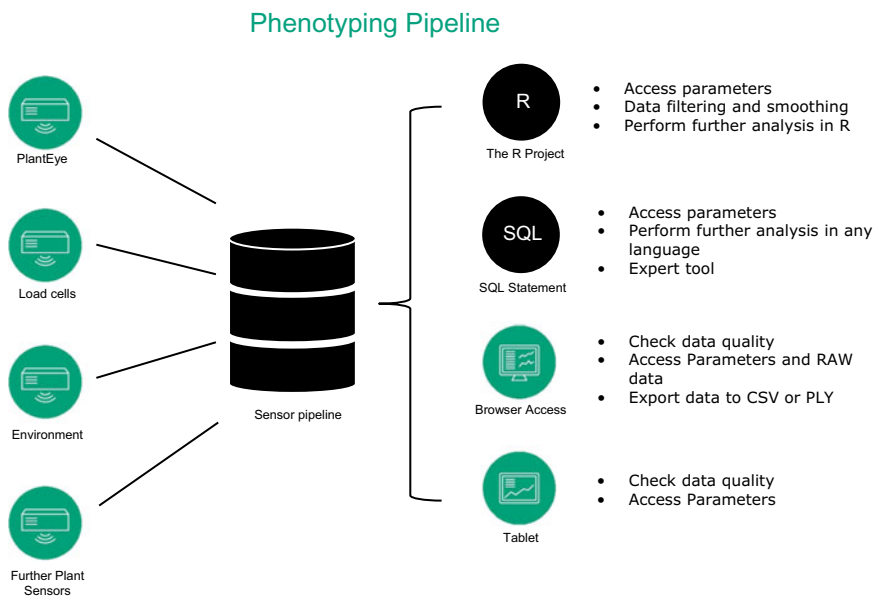 Phenotyping Pipeline
PlantEye
Load cells
Environment
Further Plant
Sensors
Sensor pipeline
R
The R Project
• Access parameters
• Data filtering and smoothing
• Perform further analysis in R
SQL
SQL Statement
• Access parameters
• Perform further analysis in any
language
• Expert tool
Browser Access
• Check data quality
• Access Parameters and RAW
data
• Export data to CSV or PLY
Tablet
• Check data quality
• Access Parameters